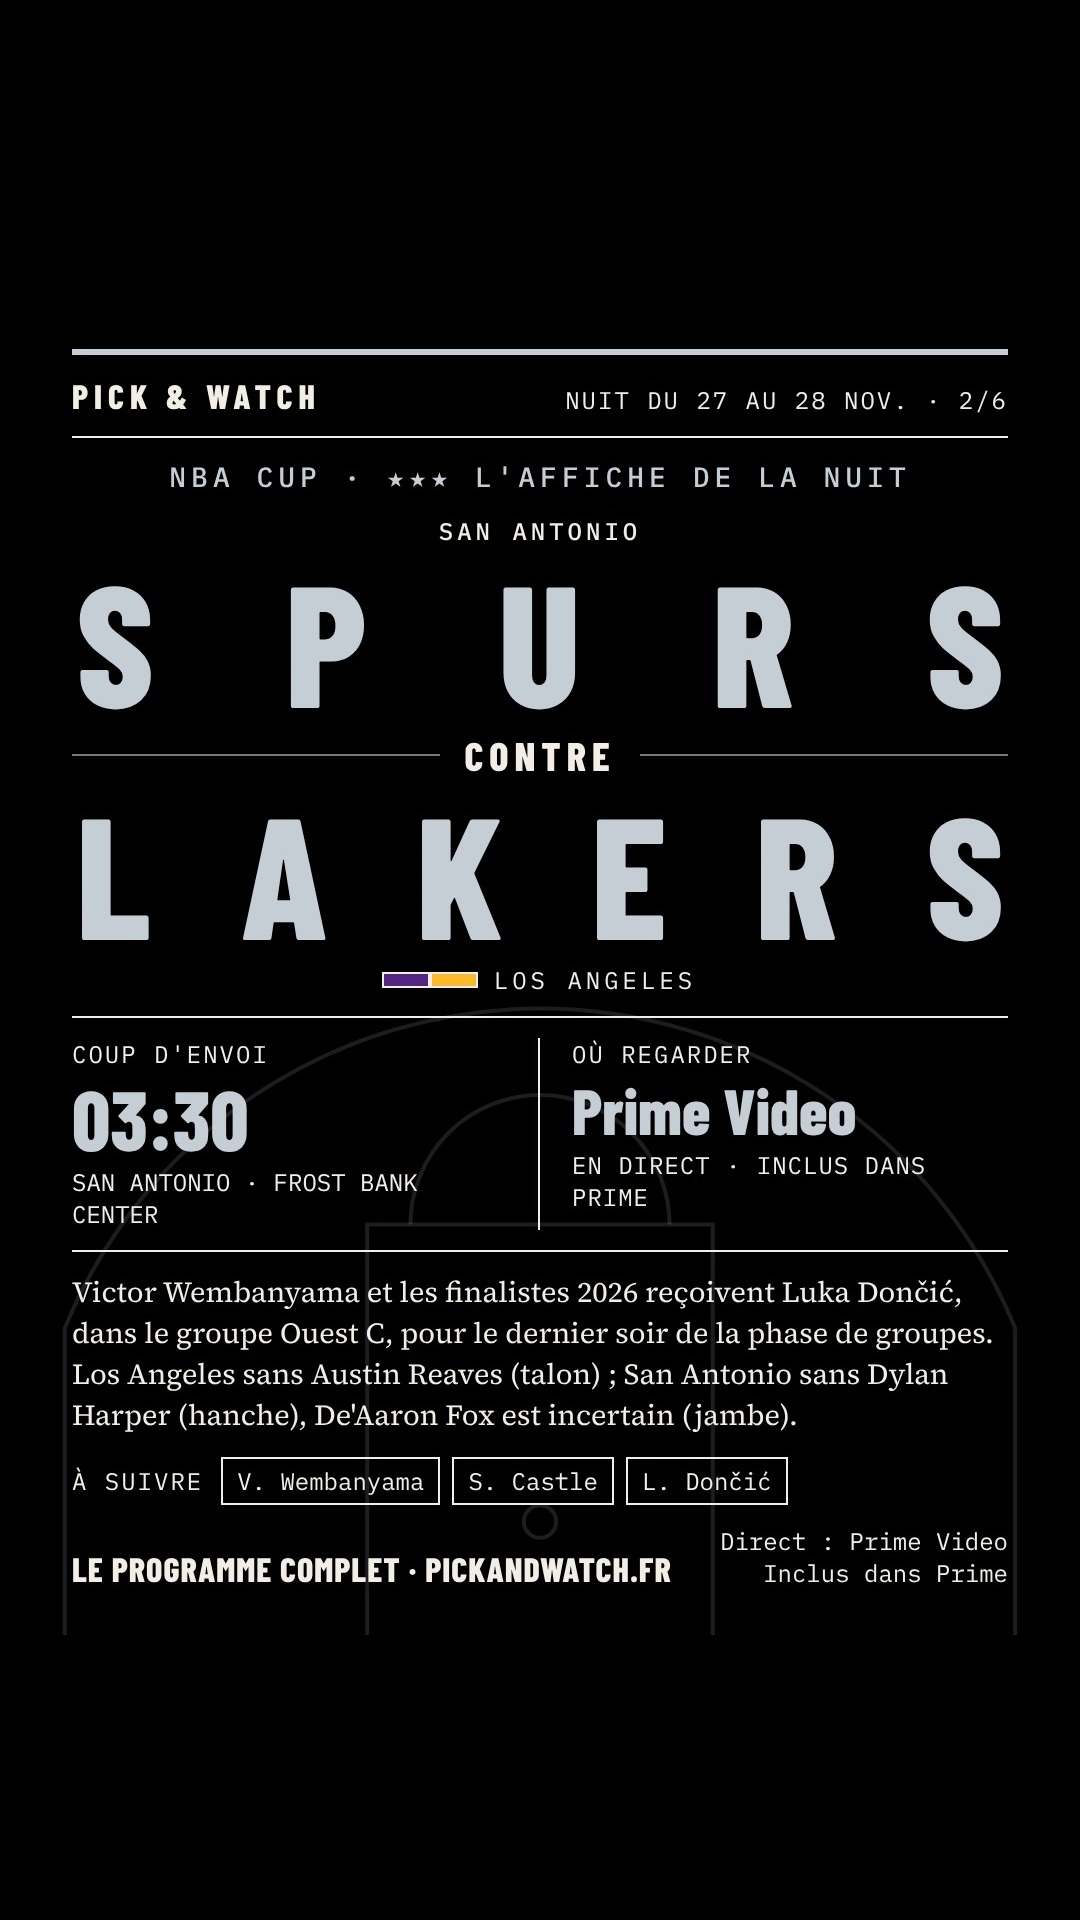 PICK & WATCH
NUIT DU 27 AU 28 NOV. · 2/6
NBA CUP · ★★★ L'AFFICHE DE LA NUIT
SAN ANTONIO
SPURS
CONTRE
LAKERS
LOS ANGELES
COUP D'ENVOI
03:30
SAN ANTONIO · FROST BANK
CENTER
OÙ REGARDER
Prime Video
EN DIRECT · INCLUS DANS
PRIME
Victor Wembanyama et les finalistes 2026 reçoivent Luka Dončić,
dans le groupe Ouest C, pour le dernier soir de la phase de groupes.
Los Angeles sans Austin Reaves (talon) ; San Antonio sans Dylan
Harper (hanche), De'Aaron Fox est incertain (jambe).
À SUIVRE V. Wembanyama S. Castle L. Dončić
LE PROGRAMME COMPLET · PICKANDWATCH.FR
Direct : Prime Video
Inclus dans Prime